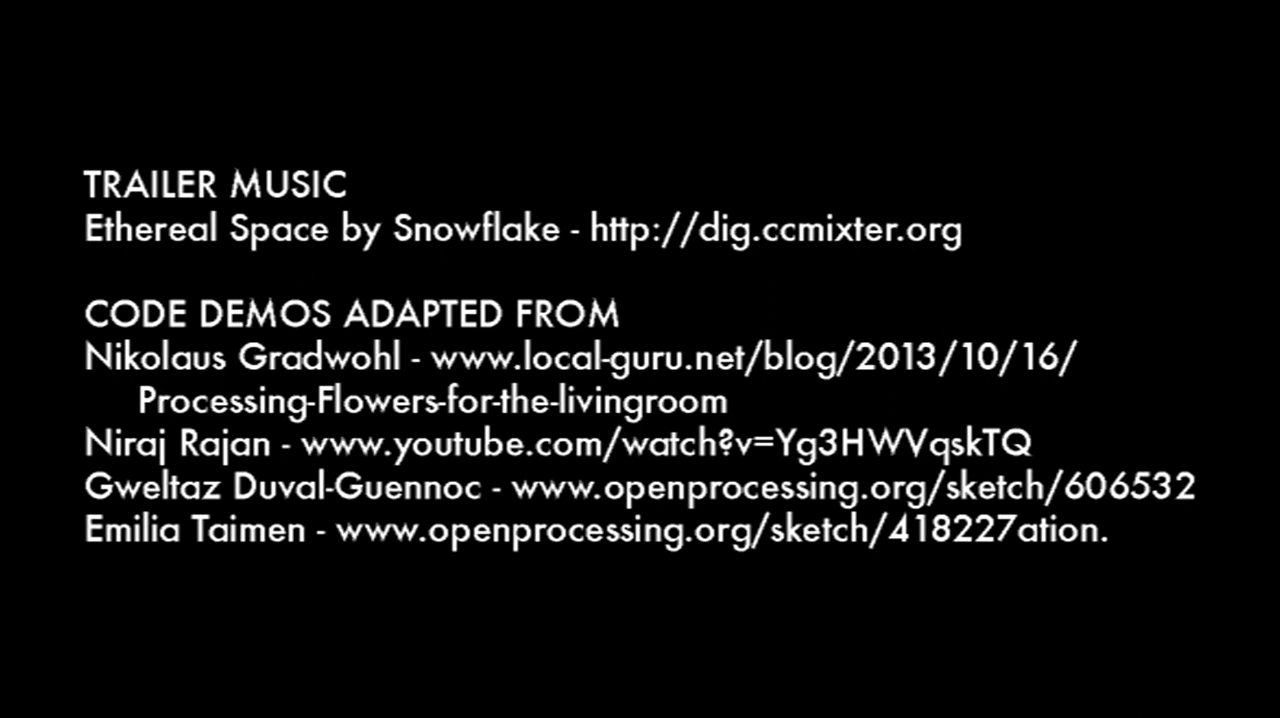 TRAILER MUSIC
Ethereal Space by Snowflake - http://dig.ccmixter.org
CODE DEMOS ADAPTED FROM
Nikolaus Gradwohl - www.local-guru.net/blog/2013/10/16/
Processing-Flowers-for-the-livingroom
Niraj Rajan - www.youtube.com/watch?v=Yg3HWVqskTQ
Gweltaz Duval-Guennoc - www.openprocessing.org/sketch/606532
Emilia Taimen - www.openprocessing.org/sketch/418227ation.